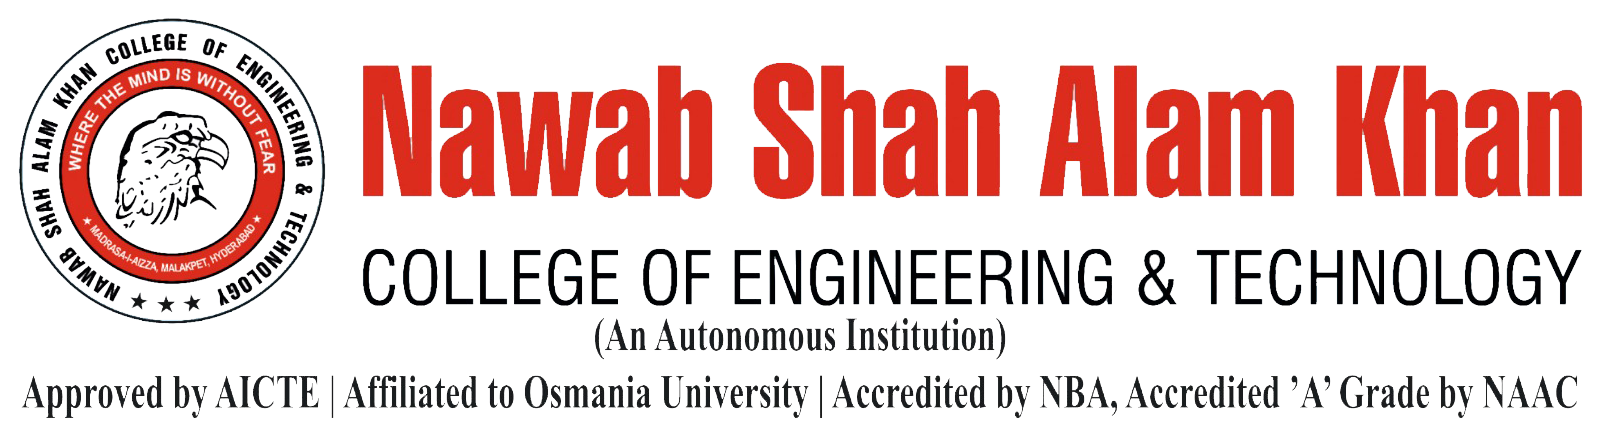 NAWAB SHAH ALAM KHAN COLLEGE OF ENGINEERING & TECHNOLOGY
WHERE THE MIND IS WITHOUT FEAR
MADRASA-I-AIZZA, MALAKPET, HYDERABAD
Nawab Shah Alam Khan
COLLEGE OF ENGINEERING & TECHNOLOGY
(An Autonomous Institution)
Approved by AICTE | Affiliated to Osmania University | Accredited by NBA, Accredited ’A’ Grade by NAAC